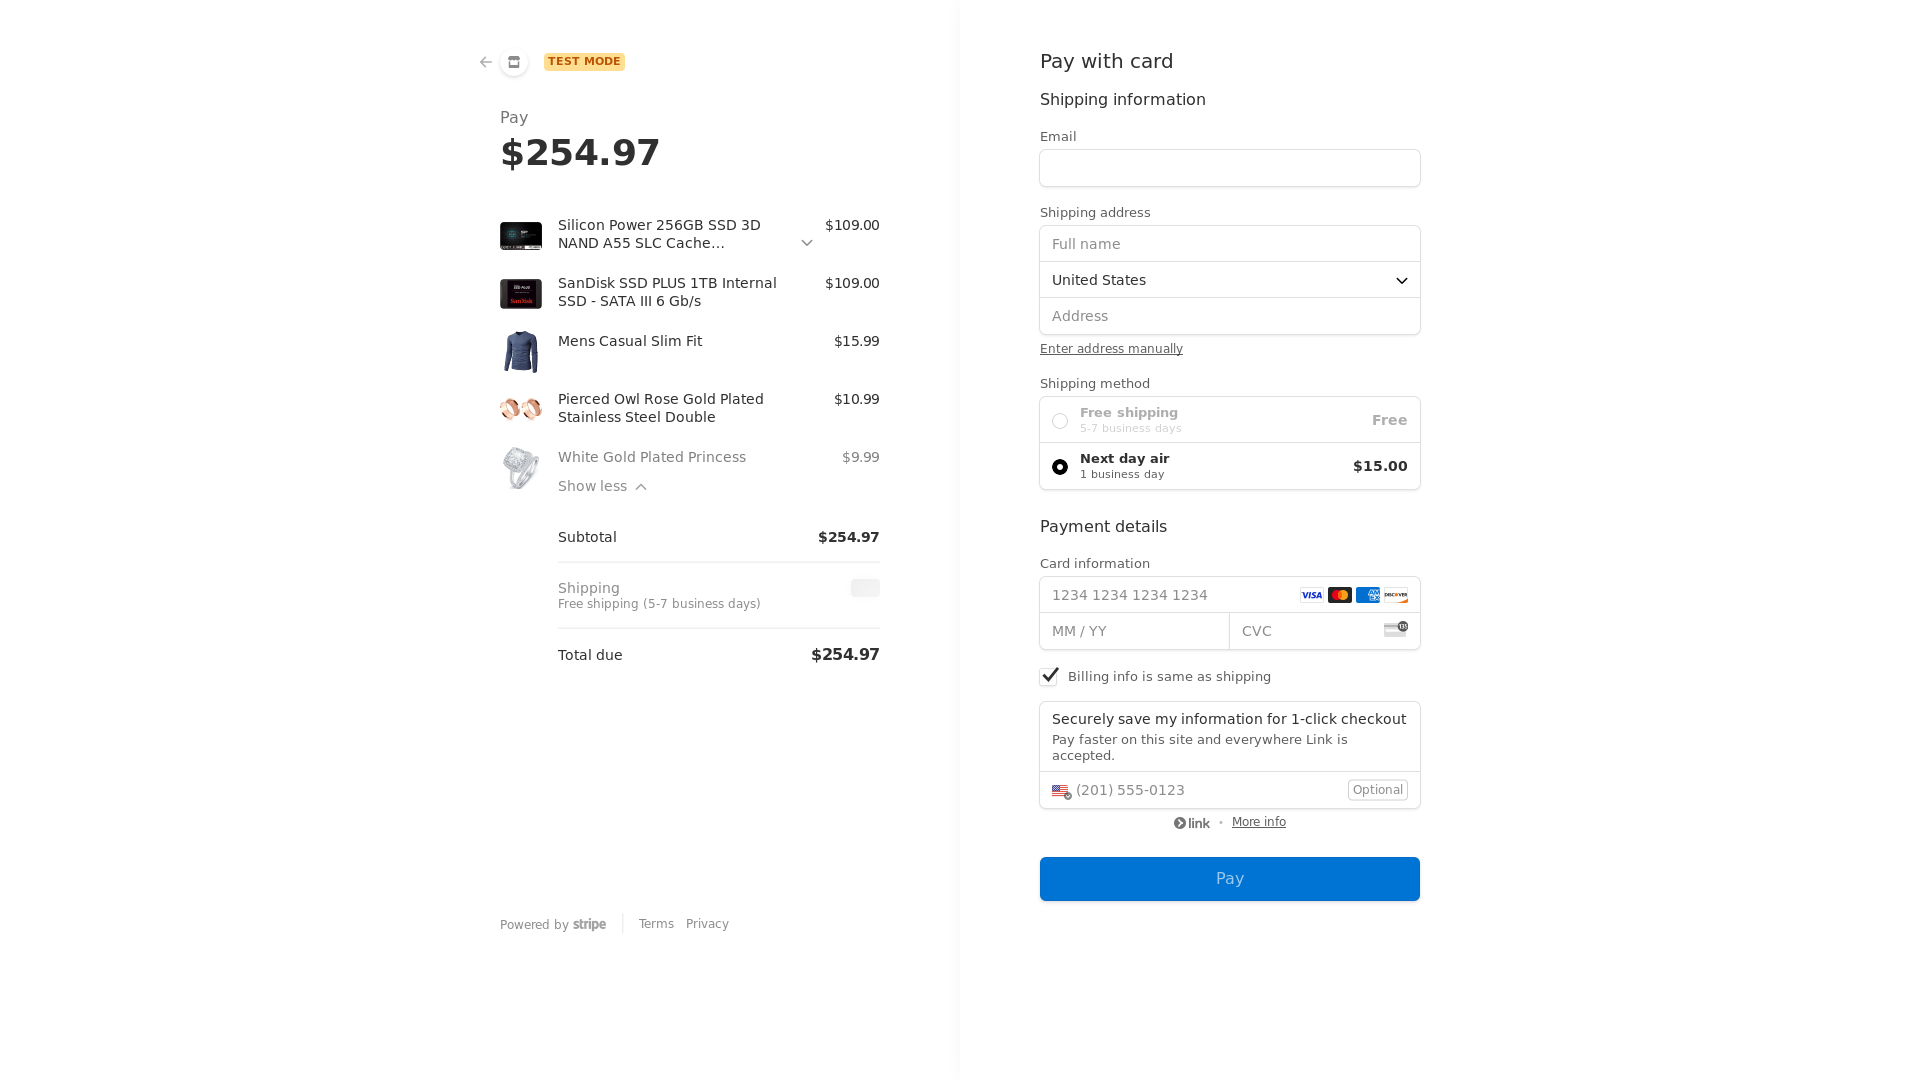 TEST MODE
Pay
$254.97
Silicon Power 256GB SSD 3D
NAND A55 SLC Cache...
$109.00
SanDisk SSD PLUS 1TB Internal
SSD - SATA III 6 Gb/s
$109.00
Mens Casual Slim Fit
$15.99
Pierced Owl Rose Gold Plated
Stainless Steel Double
$10.99
White Gold Plated Princess
$9.99
Show less
Subtotal
$254.97
Shipping
Free shipping (5-7 business days)
Total due
$254.97
Powered by stripe
Terms
Privacy
Pay with card
Shipping information
Email
Shipping address
Full name
United States
Address
Enter address manually
Shipping method
Free shipping
5-7 business days
Free
Next day air
1 business day
$15.00
Payment details
Card information
1234 1234 1234 1234
VISA
AMEX
DISCOVER
MM / YY
CVC
135
Billing info is same as shipping
Securely save my information for 1-click checkout
Pay faster on this site and everywhere Link is
accepted.
(201) 555-0123
Optional
link • More info
Pay